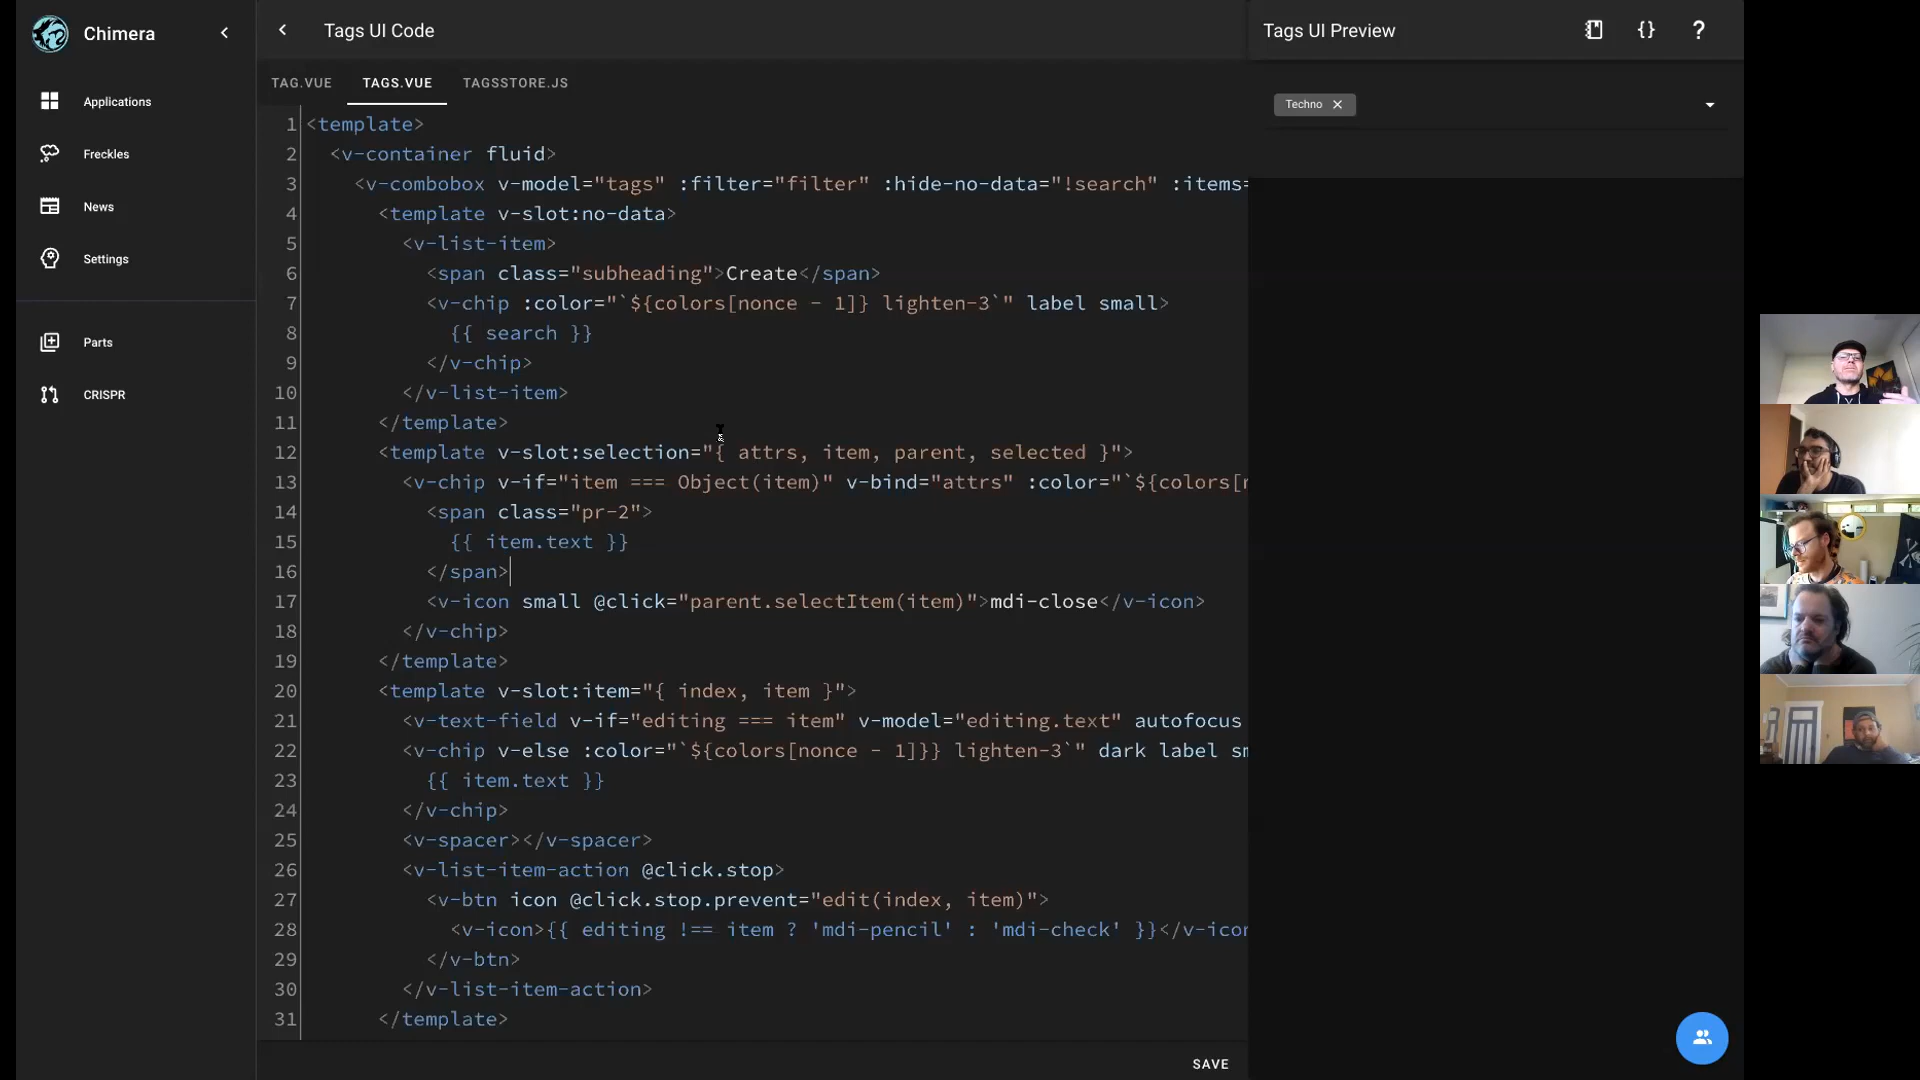 Chimera
Applications
Freckles
News
Settings
Parts
CRISPR
Tags UI Code
TAG.VUE
TAGS.VUE
TAGSSTORE.JS
1 <template>
2 <v-container fluid>
3 <v-combobox v-model="tags" :filter="filter" :hide-no-data="!search" :items=
4 <template v-slot:no-data>
5 <v-list-item>
6 <span class="subheading">Create</span>
7 <v-chip :color="`${colors[nonce - 1]} lighten-3`" label small>
8 {{ search }}
9 </v-chip>
10 </v-list-item>
11 </template>
12 <template v-slot:selection="{ attrs, item, parent, selected }">
13 <v-chip v-if="item === Object(item)" v-bind="attrs" :color="`${colors[n
14 <span class="pr-2">
15 {{ item.text }}
16 </span>
17 <v-icon small @click="parent.selectItem(item)">mdi-close</v-icon>
18 </v-chip>
19 </template>
20 <template v-slot:item="{ index, item }">
21 <v-text-field v-if="editing === item" v-model="editing.text" autofocus
22 <v-chip v-else :color="`${colors[nonce - 1]}} lighten-3`" dark label sm
23 {{ item.text }}
24 </v-chip>
25 <v-spacer></v-spacer>
26 <v-list-item-action @click.stop>
27 <v-btn icon @click.stop.prevent="edit(index, item)">
28 <v-icon>{{ editing !== item ? 'mdi-pencil' : 'mdi-check' }}</v-icon
29 </v-btn>
30 </v-list-item-action>
31 </template>
SAVE
Tags UI Preview
{} ?
Techno